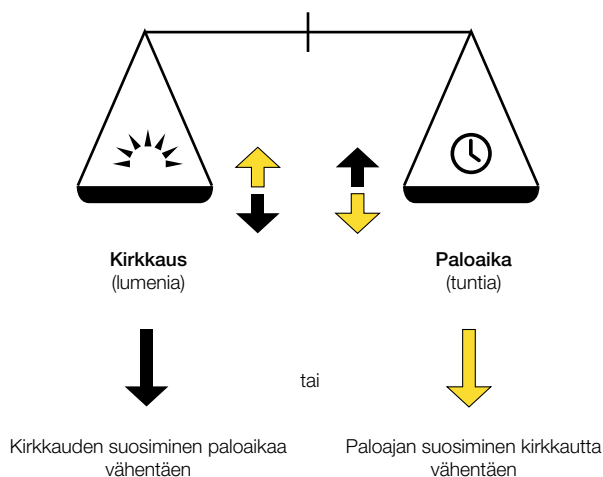 Kirkkaus
(lumenia)
Paloaika
(tuntia)
tai
Kirkkauden suosiminen paloaikaa
vähentäen
Paloajan suosiminen kirkkautta
vähentäen